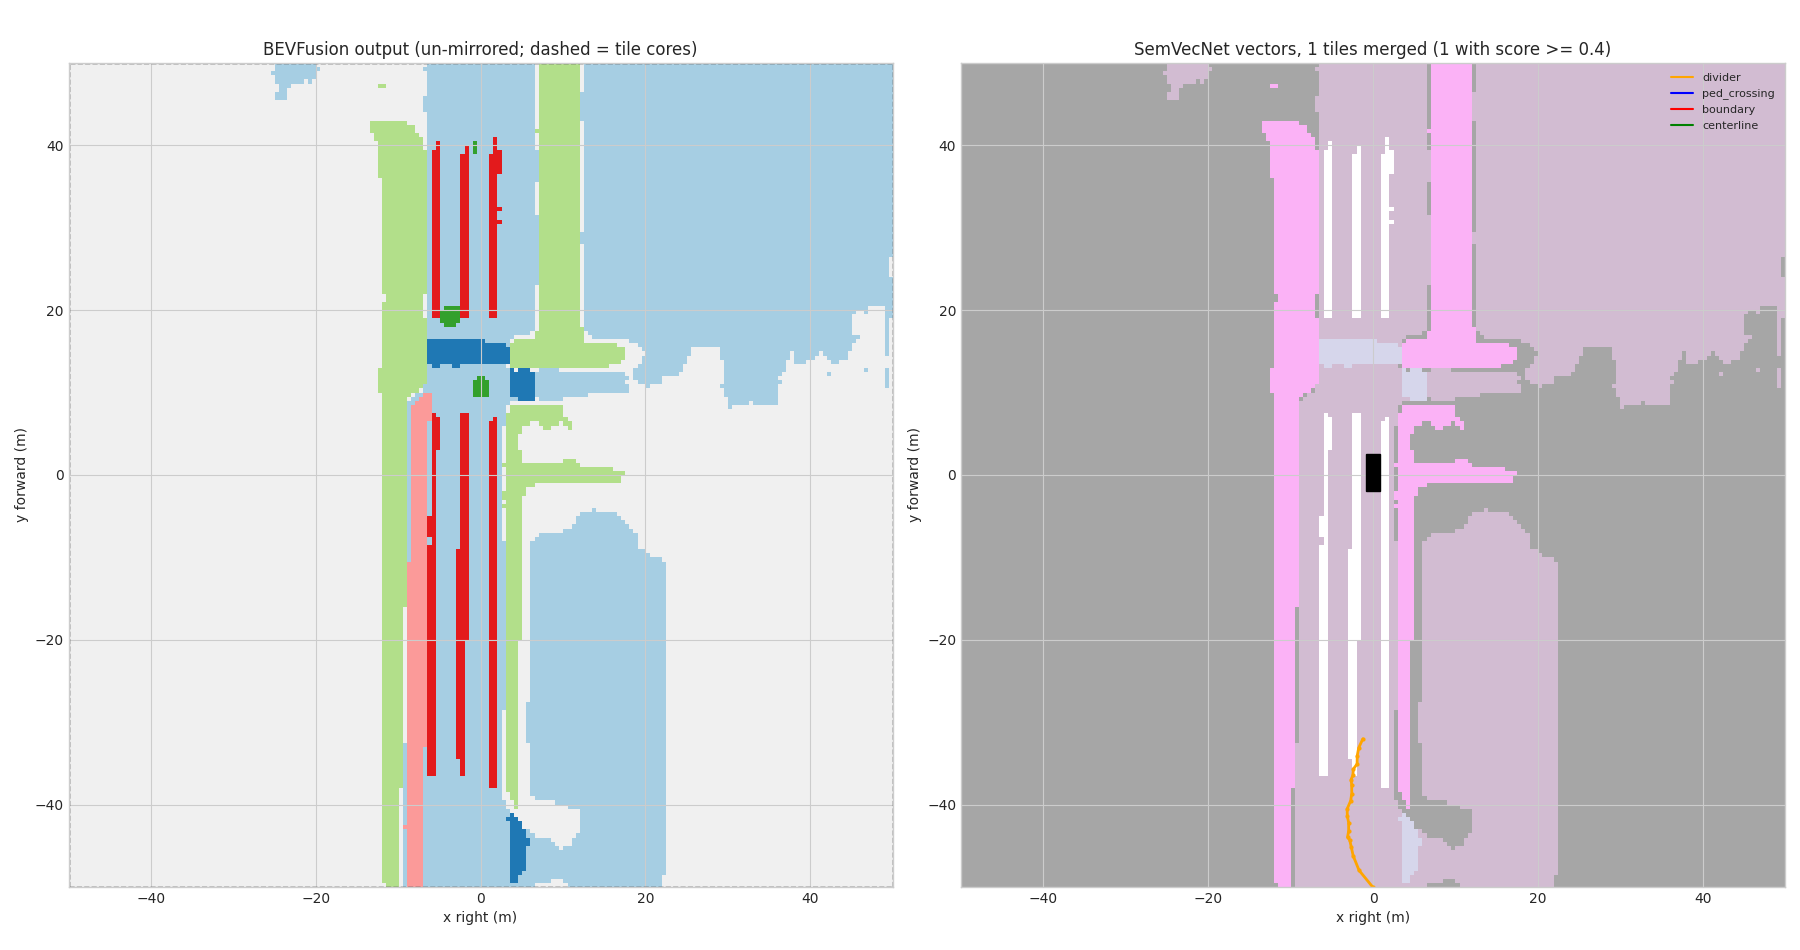 BEVFusion output (un-mirrored; dashed = tile cores)
y forward (m)
40
20
0
−20
−40
−40
−20
0
20
40
x right (m)
SemVecNet vectors, 1 tiles merged (1 with score >= 0.4)
divider
ped_crossing
boundary
centerline
y forward (m)
40
20
0
−20
−40
−40
−20
0
20
40
x right (m)